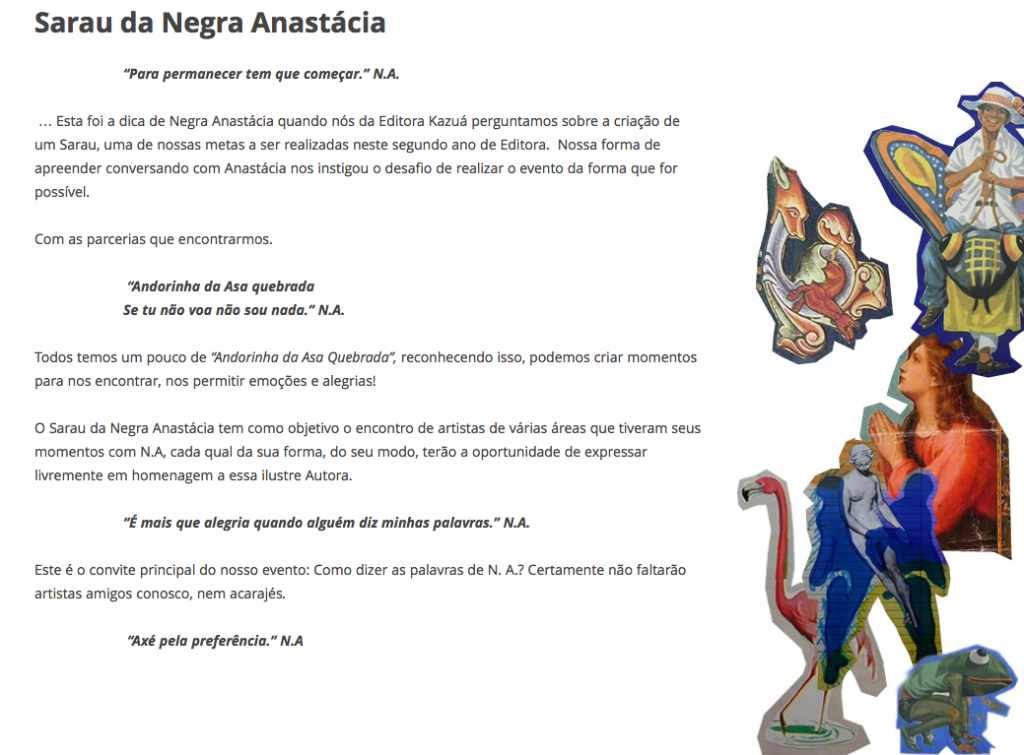 Sarau da Negra Anastácia
“Para permanecer tem que começar.” N.A.
… Esta foi a dica de Negra Anastácia quando nós da Editora Kazuá perguntamos sobre a criação de
um Sarau, uma de nossas metas a ser realizadas neste segundo ano de Editora.  Nossa forma de
apreender conversando com Anastácia nos instigou o desafio de realizar o evento da forma que for
possível.
Com as parcerias que encontrarmos.
“Andorinha da Asa quebrada
Se tu não voa não sou nada.” N.A.
Todos temos um pouco de “Andorinha da Asa Quebrada”, reconhecendo isso, podemos criar momentos
para nos encontrar, nos permitir emoções e alegrias!
O Sarau da Negra Anastácia tem como objetivo o encontro de artistas de várias áreas que tiveram seus
momentos com N.A, cada qual da sua forma, do seu modo, terão a oportunidade de expressar
livremente em homenagem a essa ilustre Autora.
“É mais que alegria quando alguém diz minhas palavras.” N.A.
Este é o convite principal do nosso evento: Como dizer as palavras de N. A.? Certamente não faltarão
artistas amigos conosco, nem acarajés.
“Axé pela preferência.” N.A